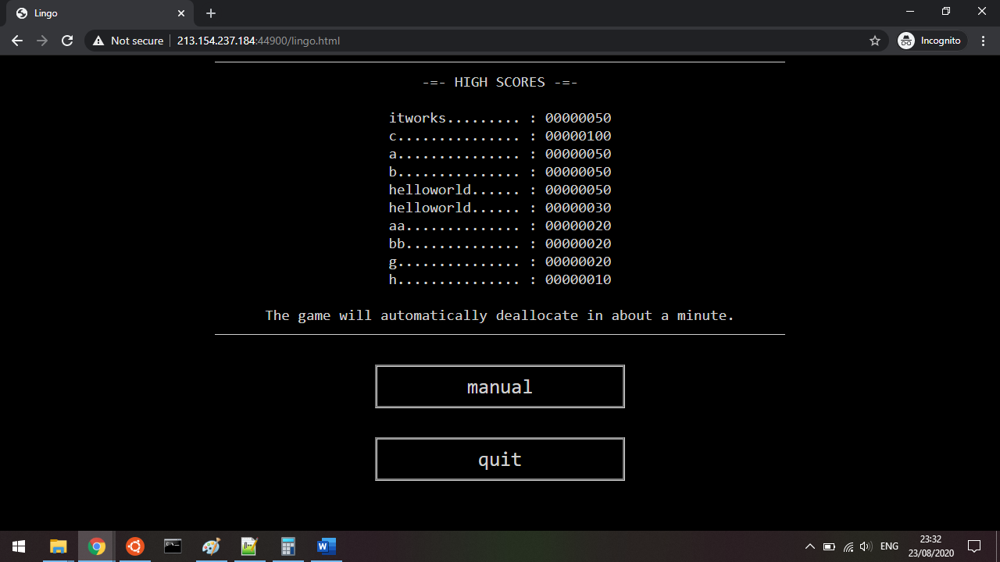 Lingo
Not secure
213.154.237.184:44900/lingo.html
Incognito
-=- HIGH SCORES -=-
itworks......... : 00000050
c............... : 00000100
a............... : 00000050
b............... : 00000050
helloworld...... : 00000050
helloworld...... : 00000030
aa.............. : 00000020
bb.............. : 00000020
g............... : 00000020
h............... : 00000010
The game will automatically deallocate in about a minute.
manual
quit
ENG
23:32
23/08/2020